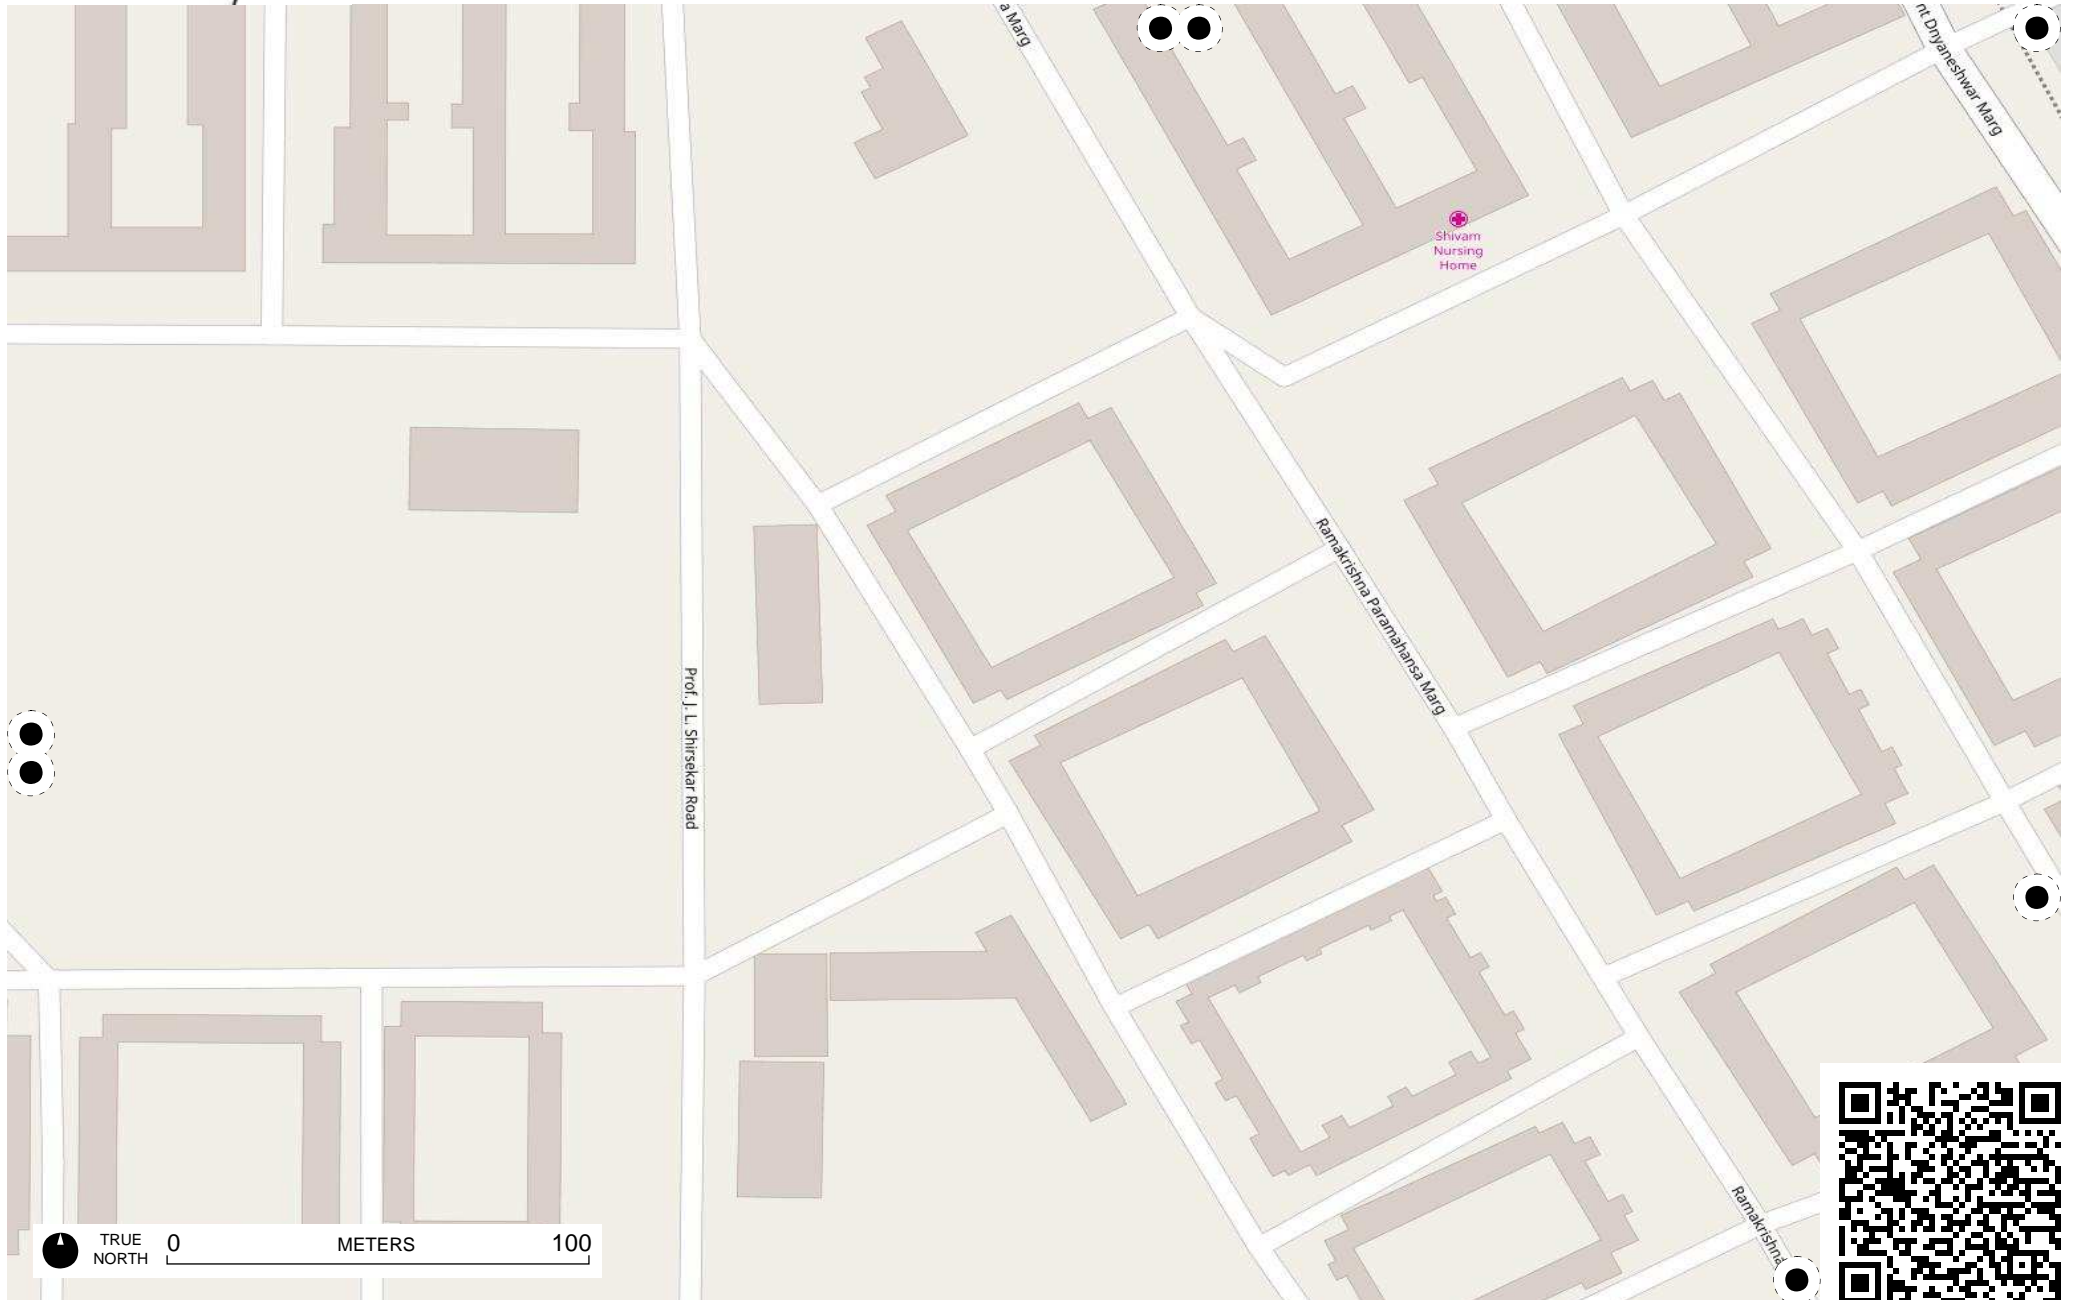 a Marg
nt Dnyaneshwar Marg
Shivam
Nursing
Home
Ramakrishna Paramahansa Marg
Prof. J. L. Shirsekar Road
Ramakrishna
TRUE
NORTH
0
METERS
100